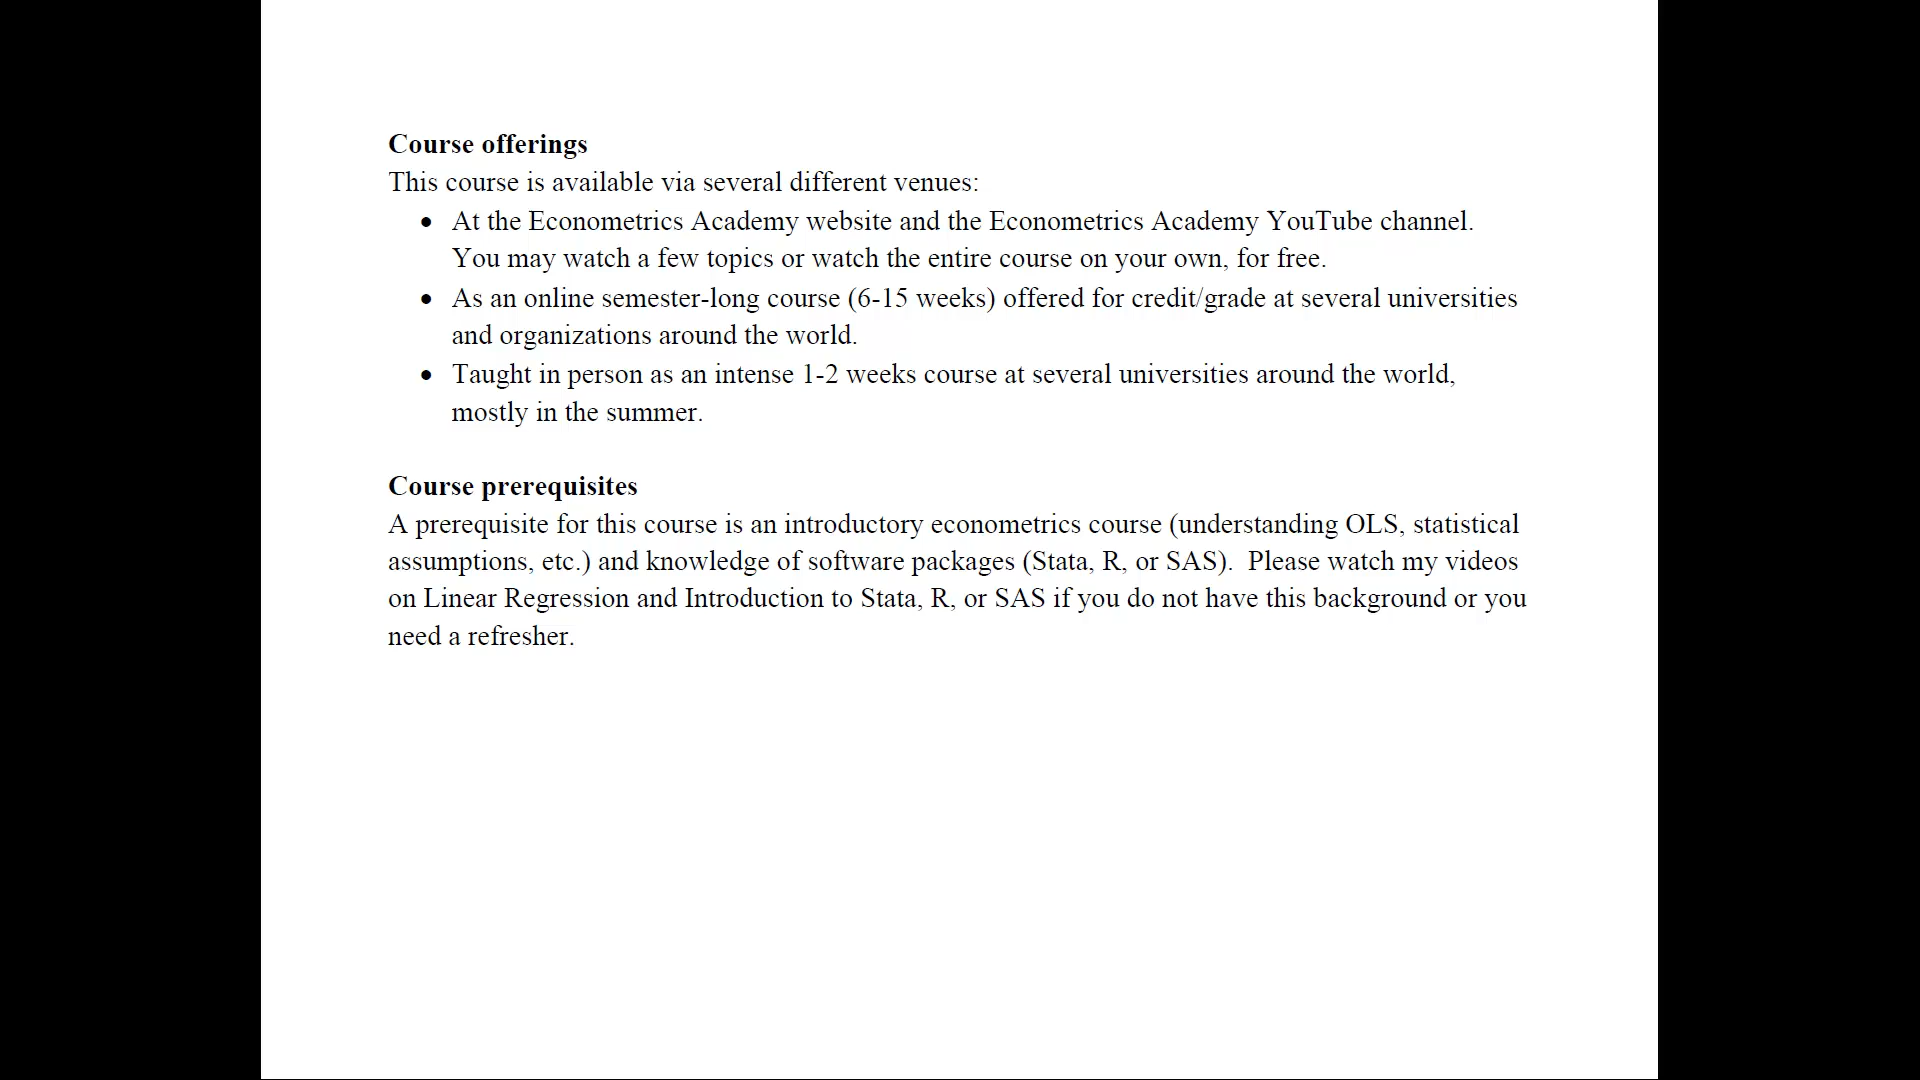 Course offerings
This course is available via several different venues:
• At the Econometrics Academy website and the Econometrics Academy YouTube channel.
You may watch a few topics or watch the entire course on your own, for free.
• As an online semester-long course (6-15 weeks) offered for credit/grade at several universities
and organizations around the world.
• Taught in person as an intense 1-2 weeks course at several universities around the world,
mostly in the summer.
Course prerequisites
A prerequisite for this course is an introductory econometrics course (understanding OLS, statistical
assumptions, etc.) and knowledge of software packages (Stata, R, or SAS).  Please watch my videos
on Linear Regression and Introduction to Stata, R, or SAS if you do not have this background or you
need a refresher.